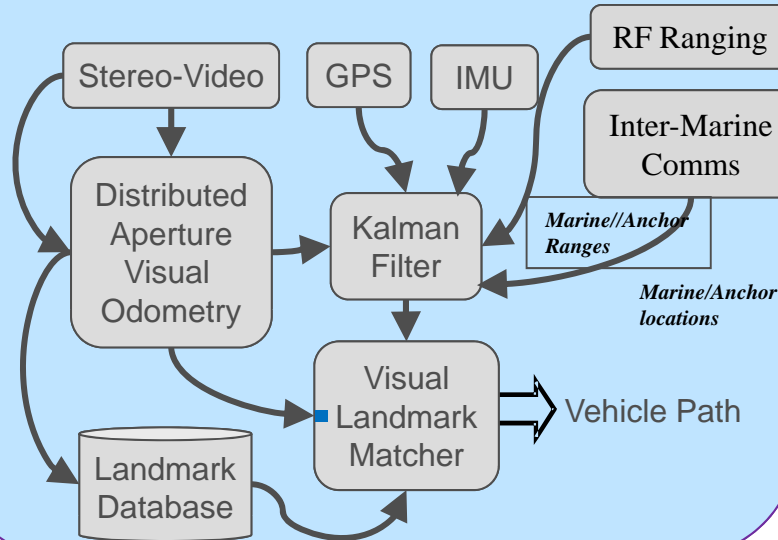 RF Ranging
Stereo-Video
GPS
IMU
Inter-Marine
Comms
Distributed
Aperture
Visual
Odometry
Kalman
Filter
Marine//Anchor
Ranges
Marine/Anchor
locations
Visual
Landmark
Matcher
Vehicle Path
Landmark
Database